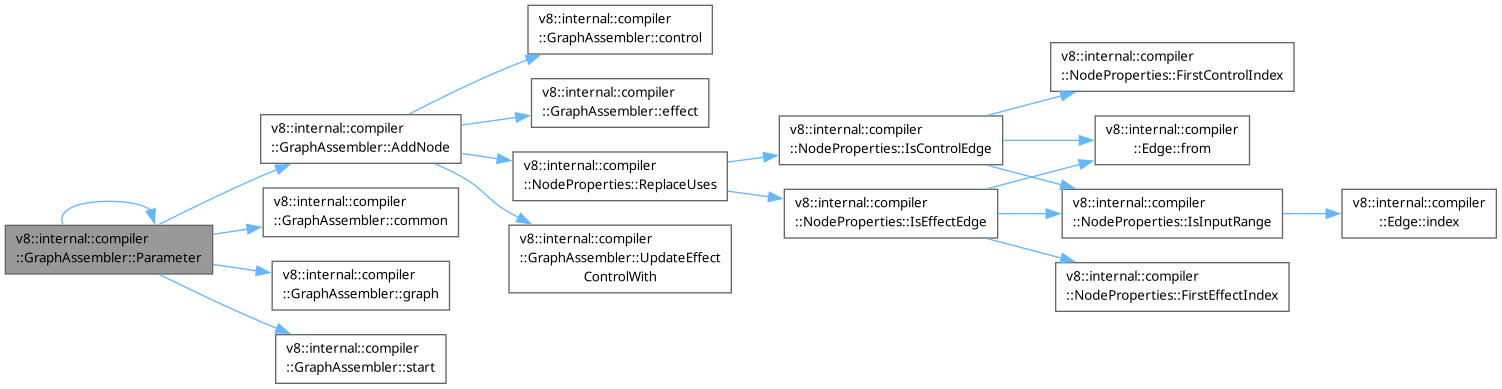 v8::internal::compiler
::GraphAssembler::Parameter
v8::internal::compiler
::GraphAssembler::AddNode
v8::internal::compiler
::GraphAssembler::common
v8::internal::compiler
::GraphAssembler::graph
v8::internal::compiler
::GraphAssembler::start
v8::internal::compiler
::GraphAssembler::control
v8::internal::compiler
::GraphAssembler::effect
v8::internal::compiler
::NodeProperties::ReplaceUses
v8::internal::compiler
::GraphAssembler::UpdateEffect
ControlWith
v8::internal::compiler
::NodeProperties::IsControlEdge
v8::internal::compiler
::NodeProperties::IsEffectEdge
v8::internal::compiler
::NodeProperties::FirstControlIndex
v8::internal::compiler
::Edge::from
v8::internal::compiler
::NodeProperties::IsInputRange
v8::internal::compiler
::NodeProperties::FirstEffectIndex
v8::internal::compiler
::Edge::index